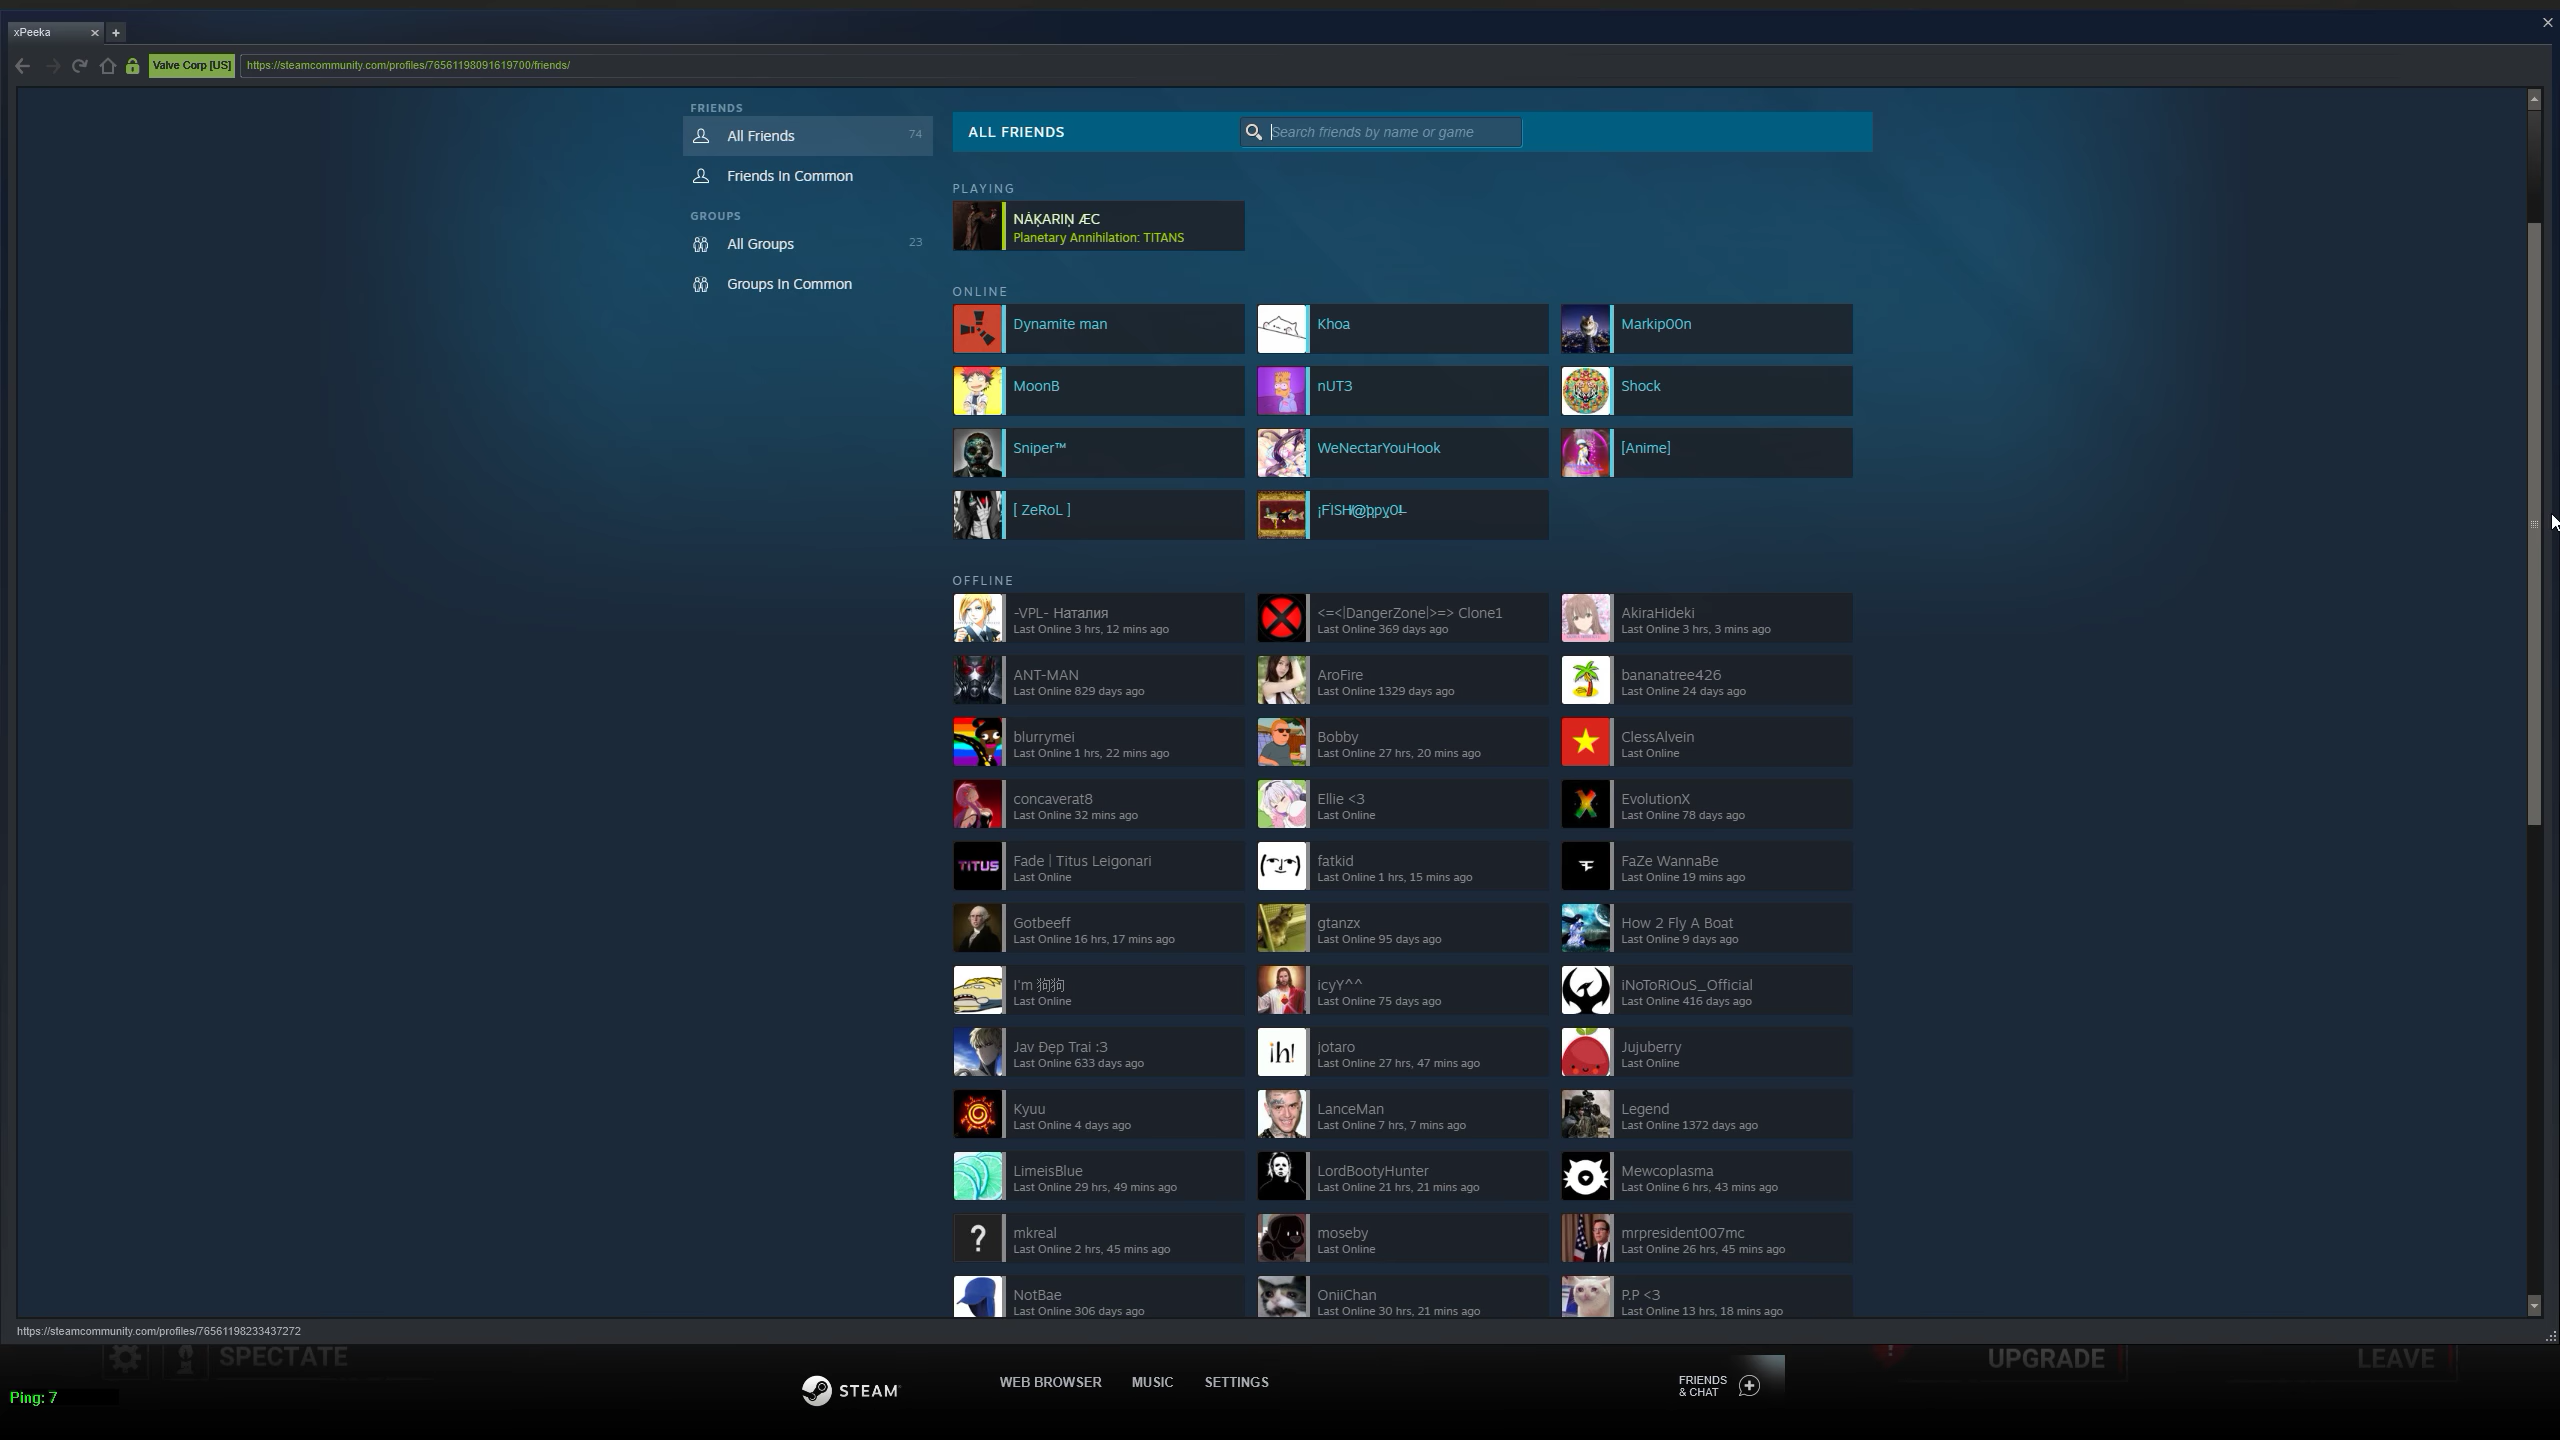 xPeeka
Valve Corp [US]
https://steamcommunity.com/profiles/76561198091619700/friends/
FRIENDS
All Friends 74
Friends In Common
GROUPS
All Groups 23
Groups In Common
ALL FRIENDS
Search friends by name or game
PLAYING
Planetary Annihilation: TITANS
ONLINE
Dynamite man
Khoa
Markip00n
MoonB
nUT3
Shock
Sniper™
WeNectarYouHook
[Anime]
[ ZeRoL ]
OFFLINE
-VPL- Наталия
Last Online 3 hrs, 12 mins ago
<=<|DangerZone|>=> Clone1
Last Online 369 days ago
AkiraHideki
Last Online 3 hrs, 3 mins ago
ANT-MAN
Last Online 829 days ago
AroFire
Last Online 1329 days ago
bananatree426
Last Online 24 days ago
blurrymei
Last Online 1 hrs, 22 mins ago
Bobby
Last Online 27 hrs, 20 mins ago
ClessAlvein
Last Online
concaverat8
Last Online 32 mins ago
Ellie <3
Last Online
EvolutionX
Last Online 78 days ago
TITUS
Fade | Titus Leigonari
Last Online
fatkid
Last Online 1 hrs, 15 mins ago
FaZe WannaBe
Last Online 19 mins ago
Gotbeeff
Last Online 16 hrs, 17 mins ago
gtanzx
Last Online 95 days ago
How 2 Fly A Boat
Last Online 9 days ago
I'm 狗狗
Last Online
icyY^^
Last Online 75 days ago
iNoToRiOuS_Official
Last Online 416 days ago
Jav Đẹp Trai :3
Last Online 633 days ago
ih!
jotaro
Last Online 27 hrs, 47 mins ago
Jujuberry
Last Online
Kyuu
Last Online 4 days ago
LanceMan
Last Online 7 hrs, 7 mins ago
Legend
Last Online 1372 days ago
LimeisBlue
Last Online 29 hrs, 49 mins ago
LordBootyHunter
Last Online 21 hrs, 21 mins ago
Mewcoplasma
Last Online 6 hrs, 43 mins ago
?
mkreal
Last Online 2 hrs, 45 mins ago
moseby
Last Online
mrpresident007mc
Last Online 26 hrs, 45 mins ago
NotBae
Last Online 306 days ago
OniiChan
Last Online 30 hrs, 21 mins ago
P.P <3
Last Online 13 hrs, 18 mins ago
https://steamcommunity.com/profiles/76561198233437272
SPECTATE
UPGRADE
LEAVE
Ping: 7
STEAM
WEB BROWSER
MUSIC
SETTINGS
FRIENDS
& CHAT